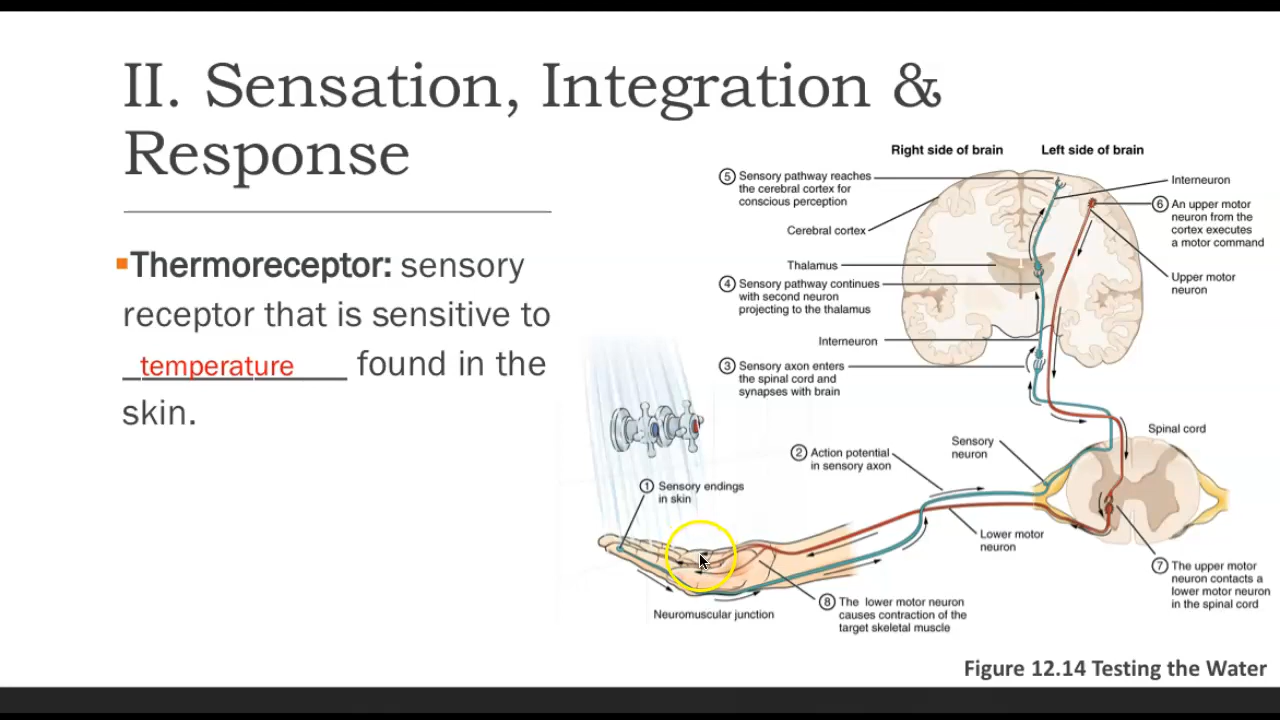 II. Sensation, Integration &
Response
Thermoreceptor: sensory
receptor that is sensitive to
temperature found in the
skin.
Right side of brain
Left side of brain
5 Sensory pathway reaches
the cerebral cortex for
conscious perception
Cerebral cortex
Thalamus
4 Sensory pathway continues
with second neuron
projecting to the thalamus
Interneuron
3 Sensory axon enters
the spinal cord and
synapses with brain
Interneuron
6 An upper motor
neuron from the
cortex executes
a motor command
Upper motor
neuron
Spinal cord
Sensory
neuron
2 Action potential
in sensory axon
1 Sensory endings
in skin
Lower motor
neuron
7 The upper motor
neuron contacts a
lower motor neuron
in the spinal cord
8 The lower motor neuron
causes contraction of the
target skeletal muscle
Neuromuscular junction
Figure 12.14 Testing the Water